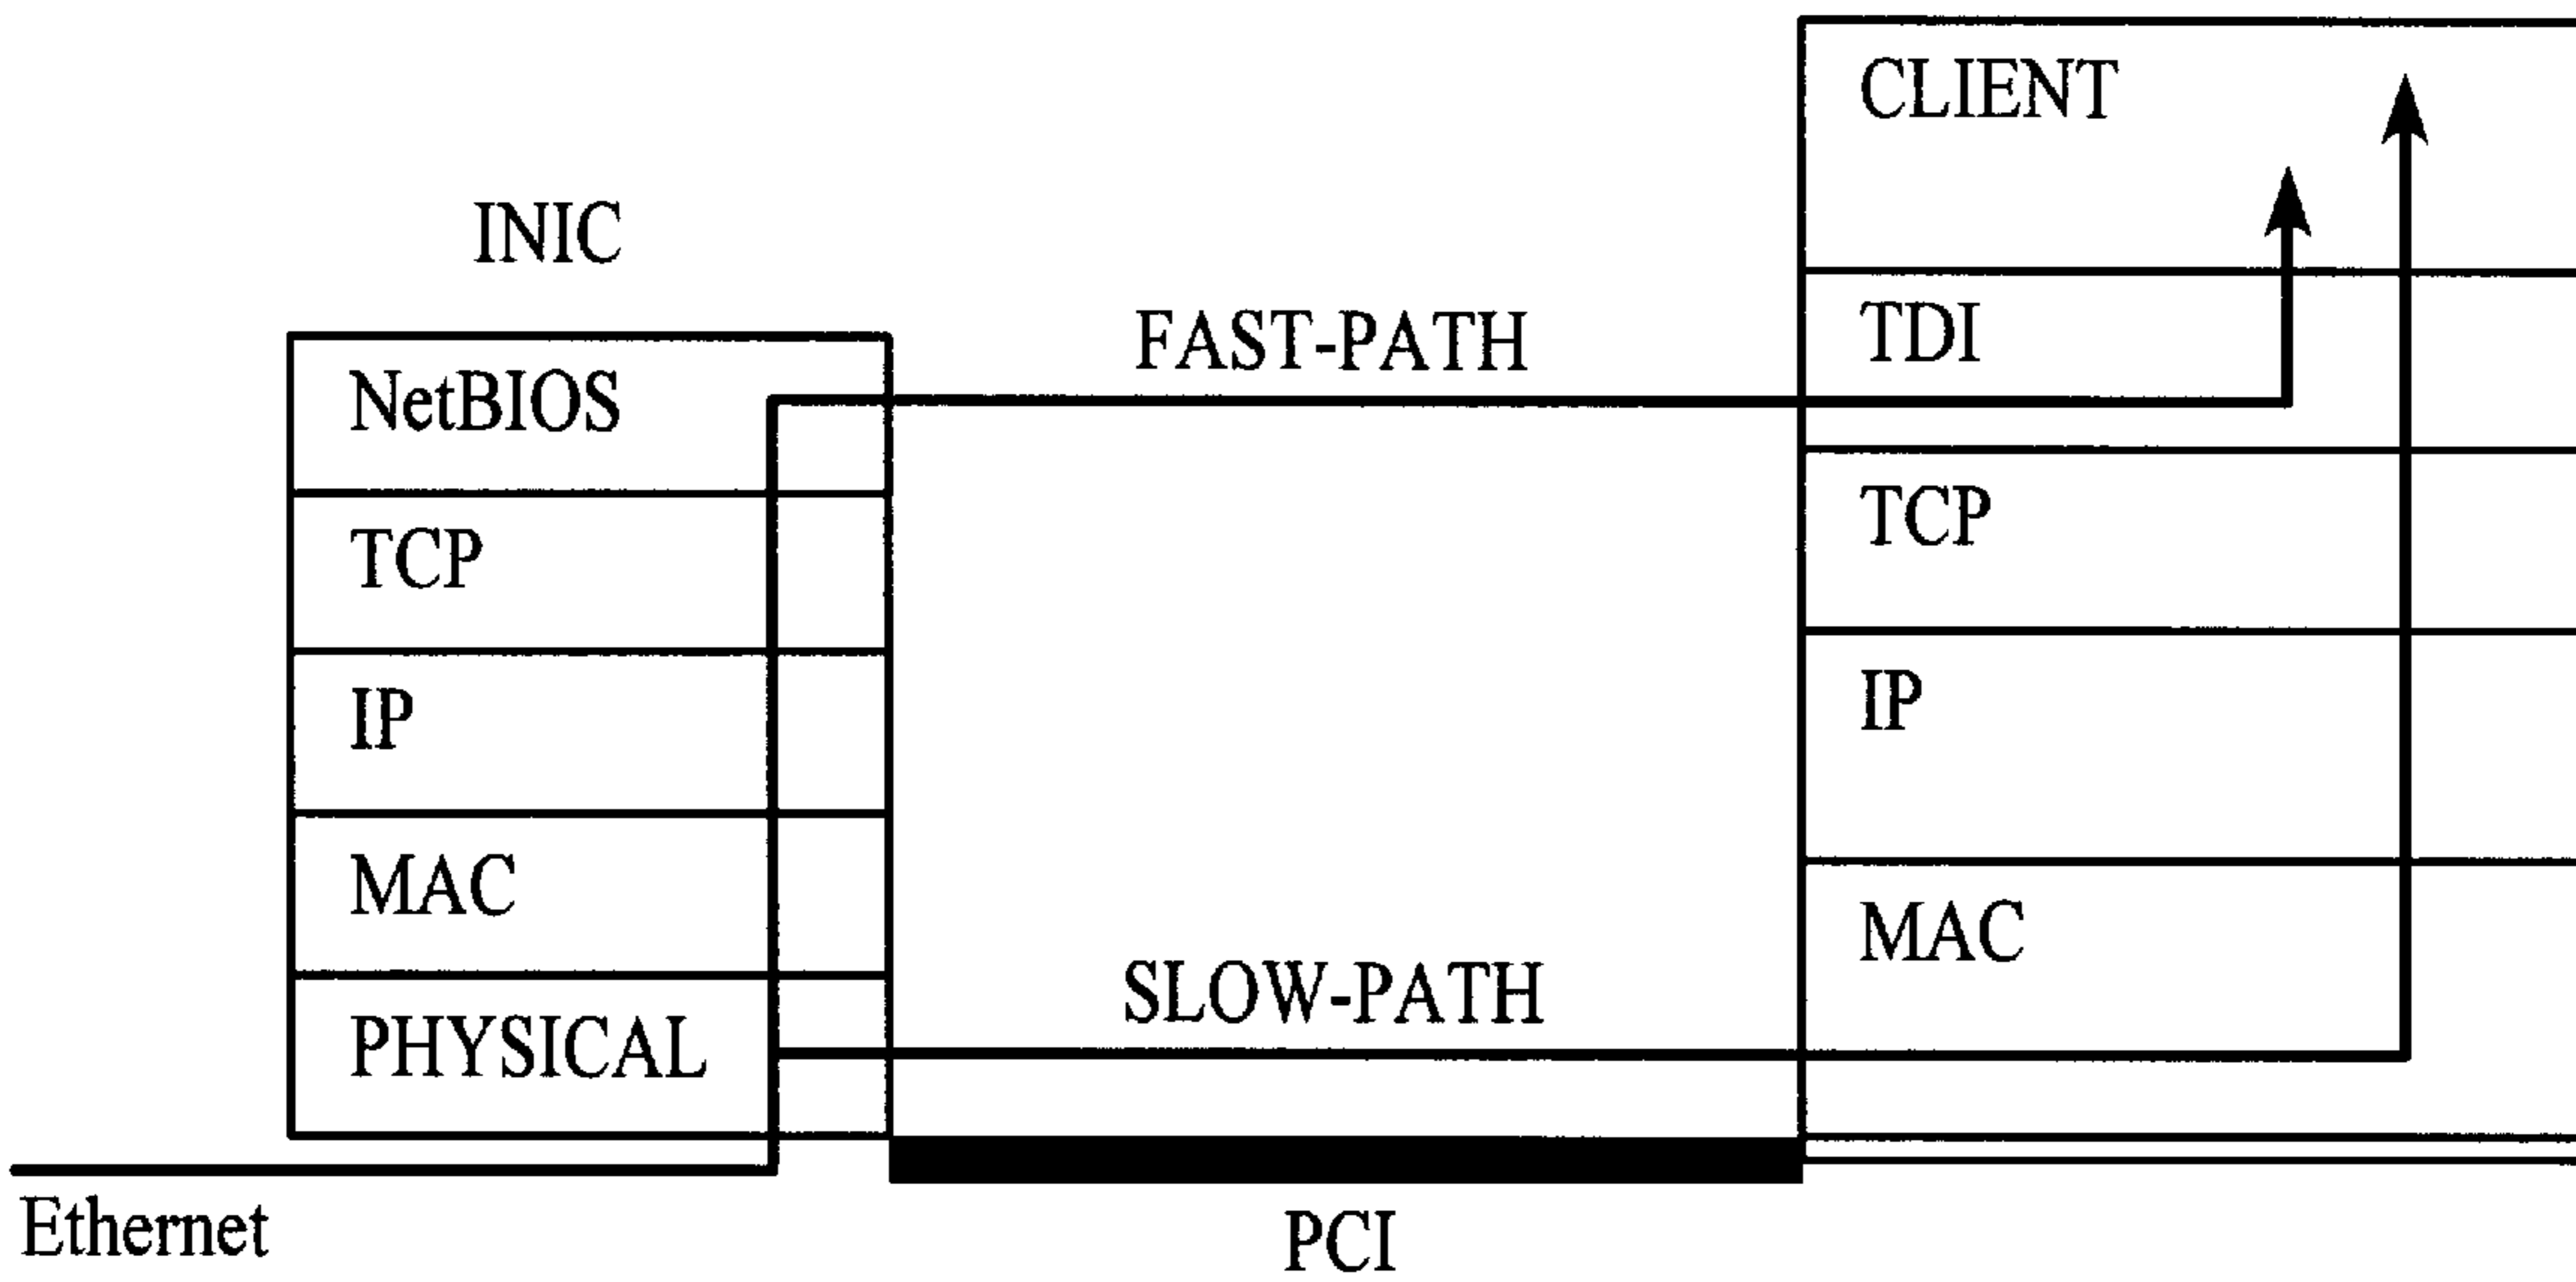 INIC
NetBIOS
TCP
IP
MAC
PHYSICAL
Ethernet
FAST-PATH
SLOW-PATH
PCI
CLIENT
TDI
TCP
IP
MAC